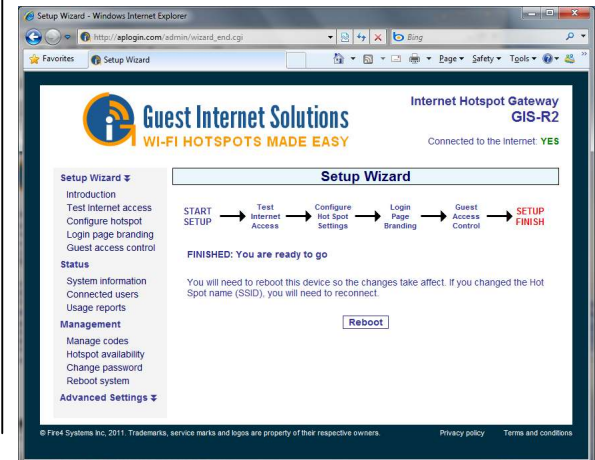 Setup Wizard - Windows Internet Explorer
http://aplogin.com/admin/wizard_end.cgi
Bing
Favorites
Setup Wizard
Page
Safety
Tools
Guest Internet Solutions
WI-FI HOTSPOTS MADE EASY
Internet Hotspot Gateway
GIS-R2
Connected to the Internet: YES
Setup Wizard
Introduction
Test Internet access
Configure hotspot
Login page branding
Guest access control
Status
System information
Connected users
Usage reports
Management
Manage codes
Hotspot availability
Change password
Reboot system
Advanced Settings
Setup Wizard
START SETUP
Test Internet Access
Configure Hot Spot Settings
Login Page Branding
Guest Access Control
SETUP FINISH
FINISHED: You are ready to go
You will need to reboot this device so the changes take affect. If you changed the Hot
Spot name (SSID), you will need to reconnect.
Reboot
© Fire4 Systems Inc, 2011. Trademarks, service marks and logos are property of their respective owners.
Privacy policy
Terms and conditions